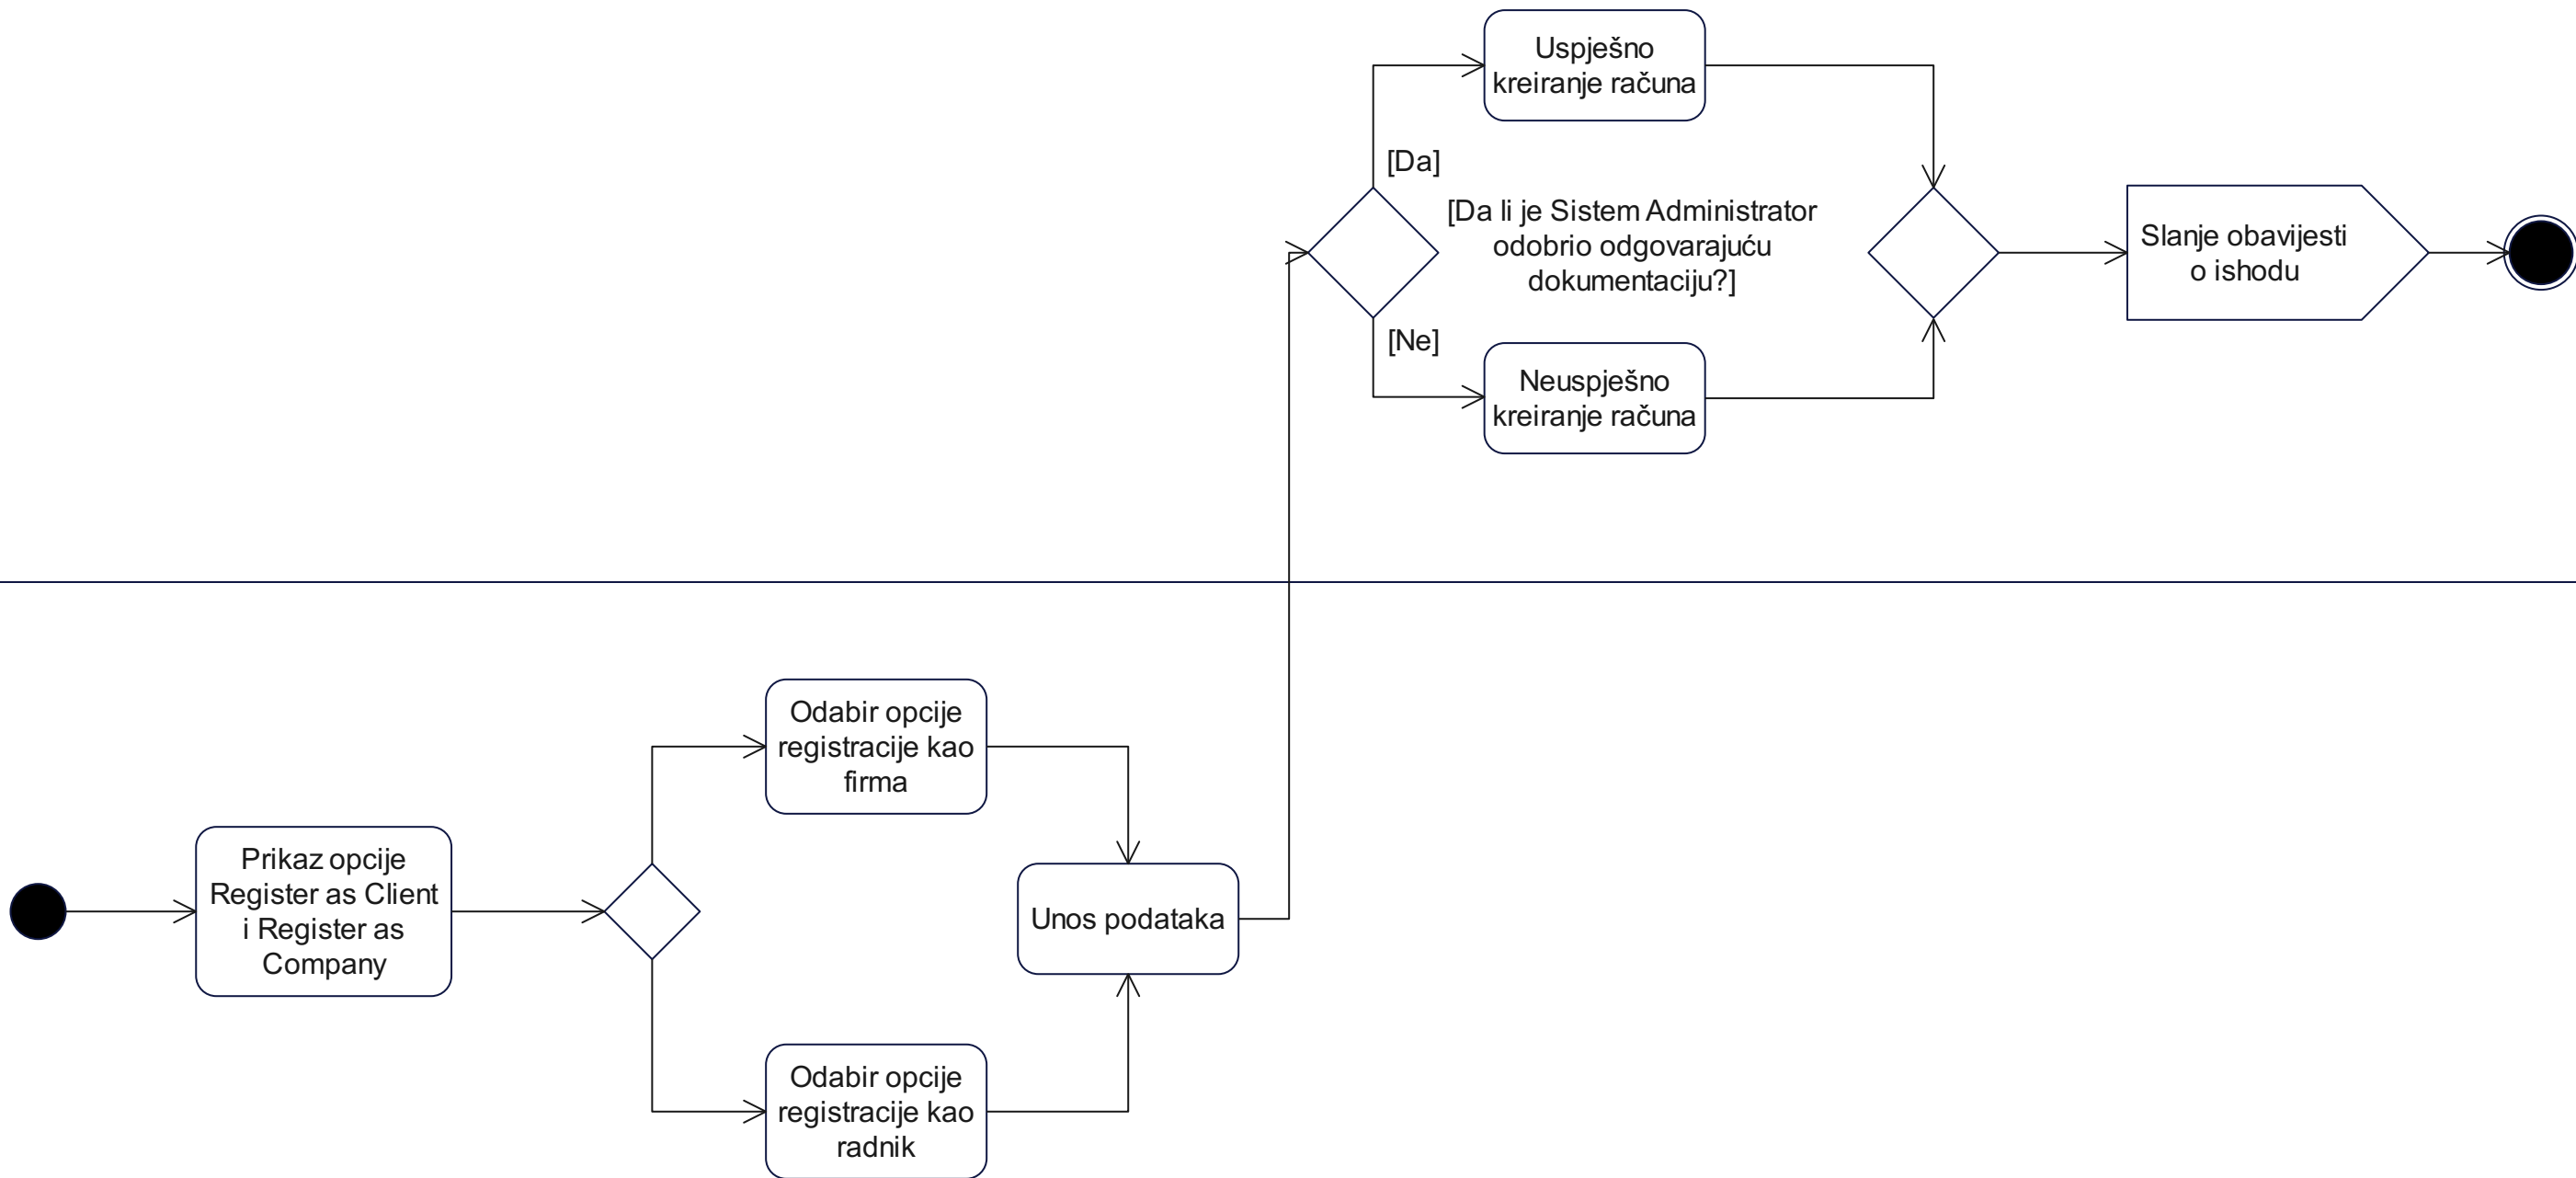 Uspješno
kreiranje računa
[Da]
[Da li je Sistem Administrator
odobrio odgovarajuću
dokumentaciju?]
Slanje obavijesti
o ishodu
[Ne]
Neuspješno
kreiranje računa
Odabir opcije
registracije kao
firma
Prikaz opcije
Register as Client
i Register as
Company
Unos podataka
Odabir opcije
registracije kao
radnik